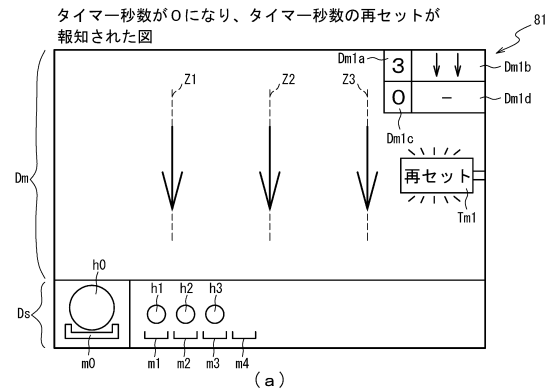 タイマー秒数が０になり、タイマー秒数の再セットが
報知された図
81
Dm1a
3
↓↓
Dm1b
Z1
Z2
Z3
0
－
Dm1d
Dm1c
Dm
再セット
Tm1
h0
Ds
h1
h2
h3
m0
m1
m2
m3
m4
(a)